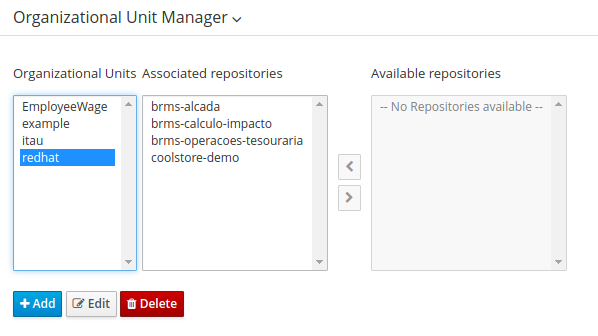 Organizational Unit Manager
Organizational Units Associated repositories Available repositories
EmployeeWage
example
itau
redhat
brms-alcada
brms-calculo-impacto
brms-operacoes-tesouraria
coolstore-demo
-- No Repositories available --
Add Edit Delete